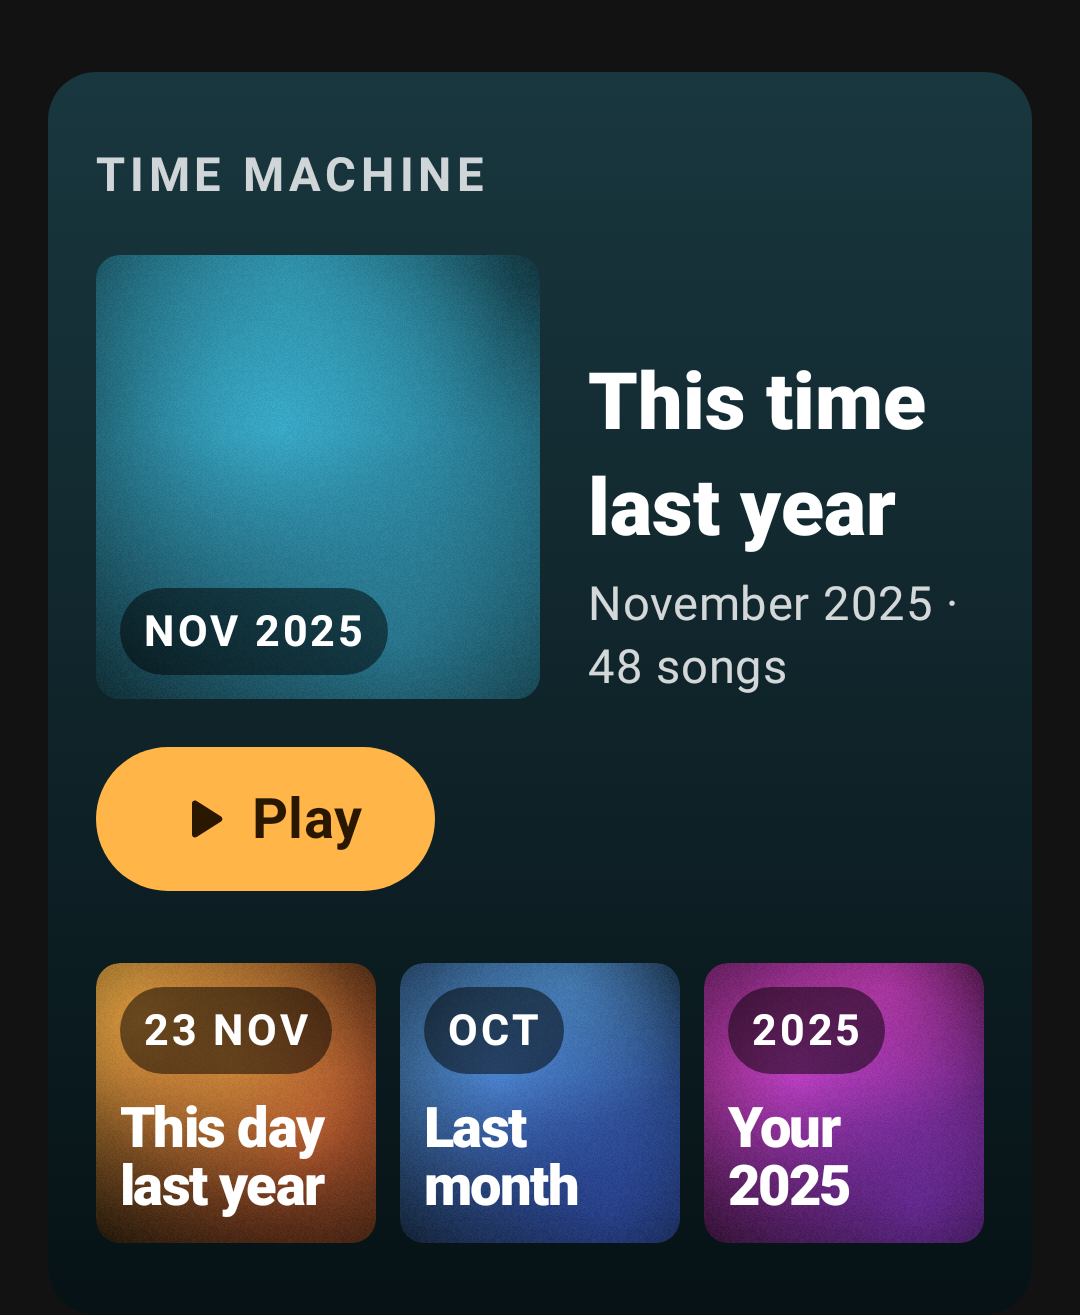 TIME MACHINE
NOV 2025
This time
last year
November 2025 ·
48 songs
Play
23 NOV
This day
last year
OCT
Last
month
2025
Your
2025